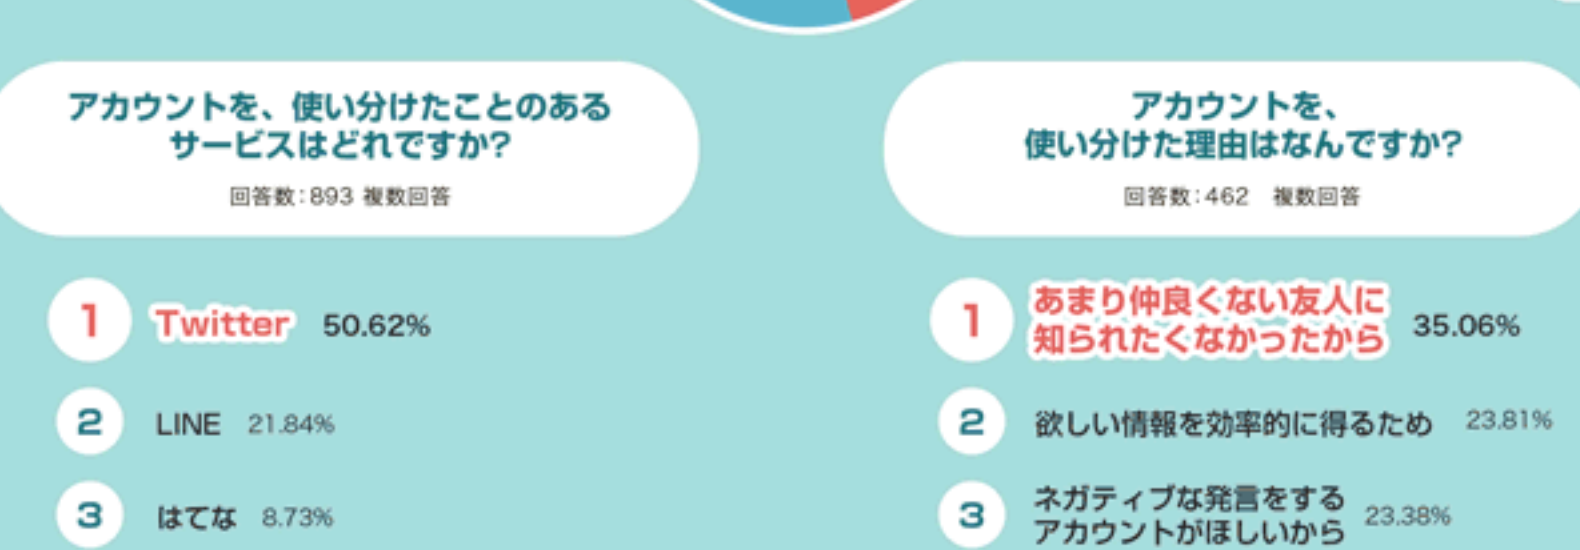 アカウントを、使い分けたことのある
サービスはどれですか?
回答数:893 複数回答
1 Twitter 50.62%
2 LINE 21.84%
3 はてな 8.73%
アカウントを、
使い分けた理由はなんですか?
回答数:462 複数回答
1 あまり仲良くない友人に
知られたくなかったから 35.06%
2 欲しい情報を効率的に得るため 23.81%
3 ネガティブな発言をする
アカウントがほしいから 23.38%